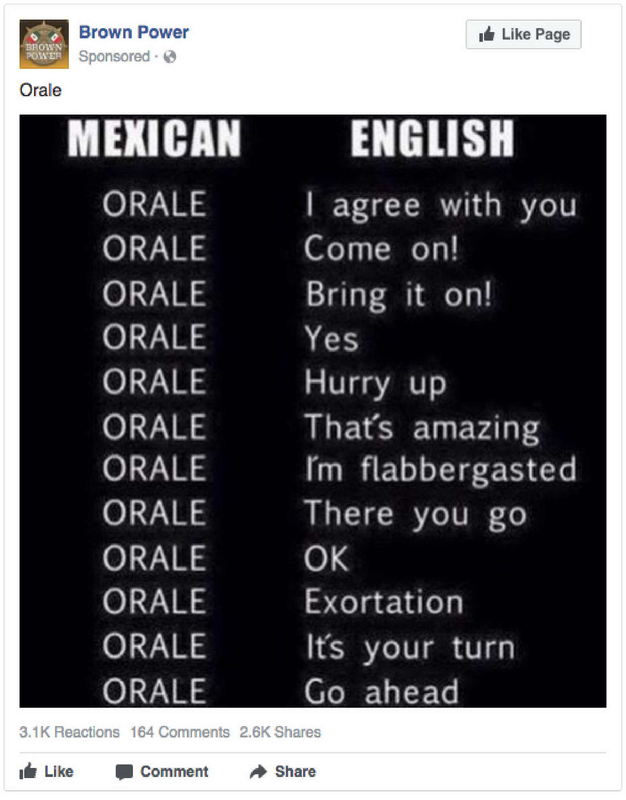 BROWN
POWER
Brown Power
Like Page
Sponsored ·
Orale
MEXICAN ENGLISH
ORALE I agree with you
ORALE Come on!
ORALE Bring it on!
ORALE Yes
ORALE Hurry up
ORALE That's amazing
ORALE I'm flabbergasted
ORALE There you go
ORALE OK
ORALE Exortation
ORALE It's your turn
ORALE Go ahead
3.1K Reactions 164 Comments 2.6K Shares
Like Comment Share